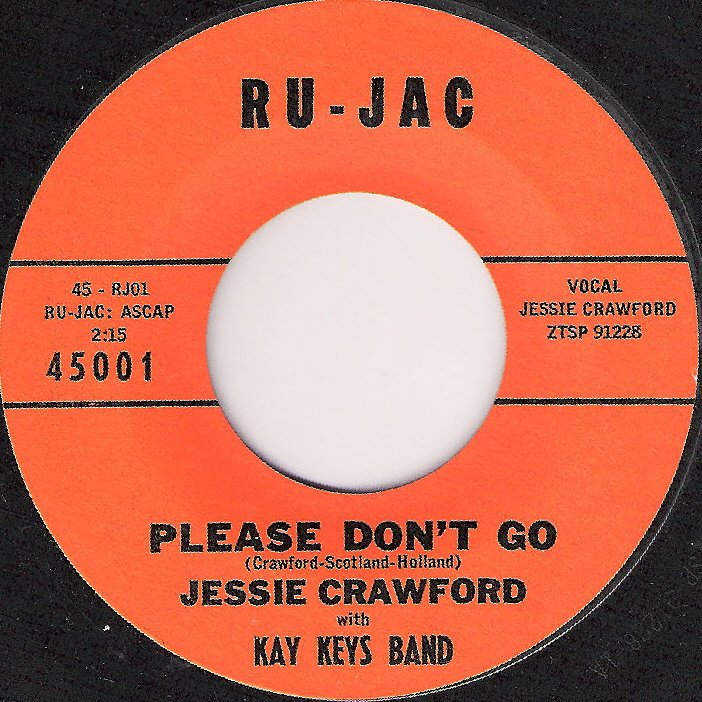 RU-JAC
45 - RJ01
RU-JAC: ASCAP
2:15
45001
VOCAL
JESSIE CRAWFORD
ZTSP 91228
PLEASE DON'T GO
(Crawford-Scotland-Holland)
JESSIE CRAWFORD
with
KAY KEYS BAND